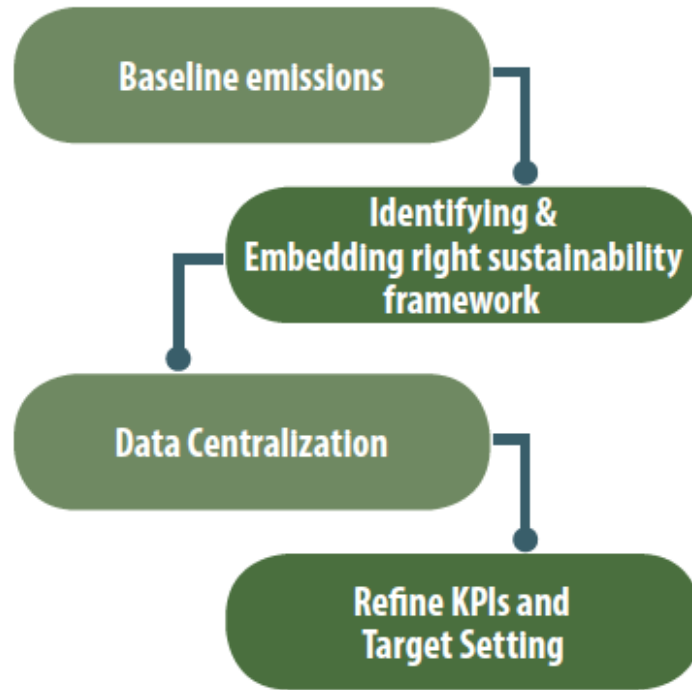 Baseline emissions
Identifying &
Embedding right sustainability
framework
Data Centralization
Refine KPIs and
Target Setting